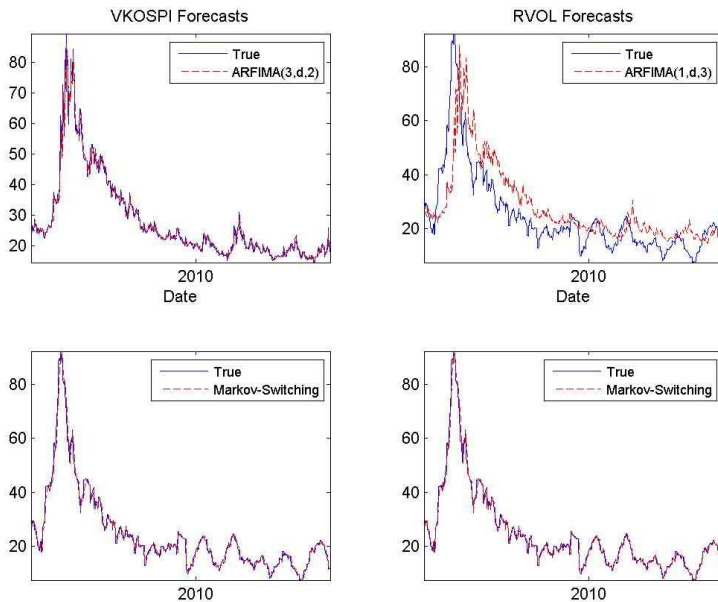 VKOSPI Forecasts
True
ARFIMA(3,d,2)
80
70
60
50
40
30
20
2010
Date
RVOL Forecasts
True
ARFIMA(1,d,3)
80
60
40
20
2010
Date
True
Markov-Switching
80
60
40
20
2010
True
Markov-Switching
80
60
40
20
2010